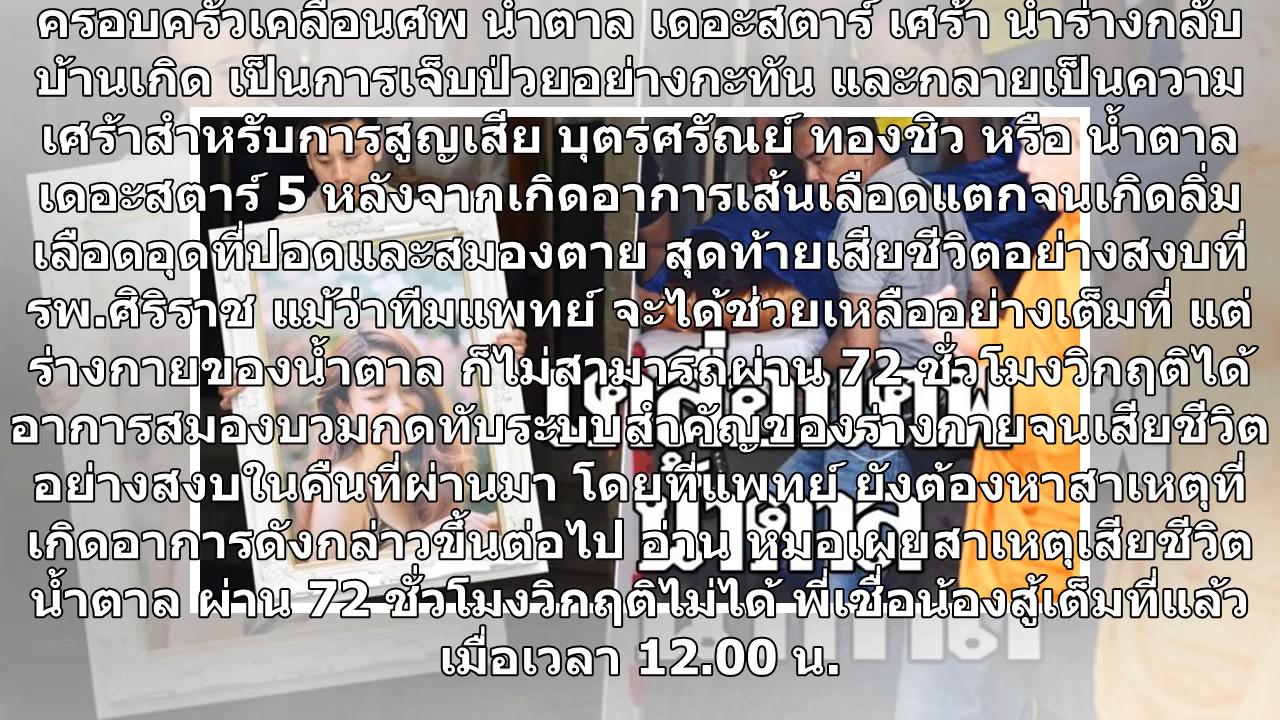 ครอบครัวเคลื่อนศพ น้ำตาล เดอะสตาร์ เศร้า นำร่างกลับ
บ้านเกิด เป็นการเจ็บป่วยอย่างกะทัน และกลายเป็นความ
เศร้าสำหรับการสูญเสีย บุตรศรัณย์ ทองชิว หรือ น้ำตาล
เดอะสตาร์ 5 หลังจากเกิดอาการเส้นเลือดแตกจนเกิดลิ่ม
เลือดอุดที่ปอดและสมองตาย สุดท้ายเสียชีวิตอย่างสงบที่
รพ.ศิริราช แม้ว่าทีมแพทย์ จะได้ช่วยเหลืออย่างเต็มที่ แต่
ร่างกายของน้ำตาล ก็ไม่สามารถผ่าน 72 ชั่วโมงวิกฤติได้
อาการสมองบวมกดทับระบบสำคัญของร่างกายจนเสียชีวิต
อย่างสงบในคืนที่ผ่านมา โดยที่แพทย์ ยังต้องหาสาเหตุที่
เกิดอาการดังกล่าวขึ้นต่อไป อ่าน หมอเผยสาเหตุเสียชีวิต
น้ำตาล ผ่าน 72 ชั่วโมงวิกฤติไม่ได้ พี่เชื่อน้องสู้เต็มที่แล้ว
เมื่อเวลา 12.00 น.
เคลื่อนศพ
น้ำตาล